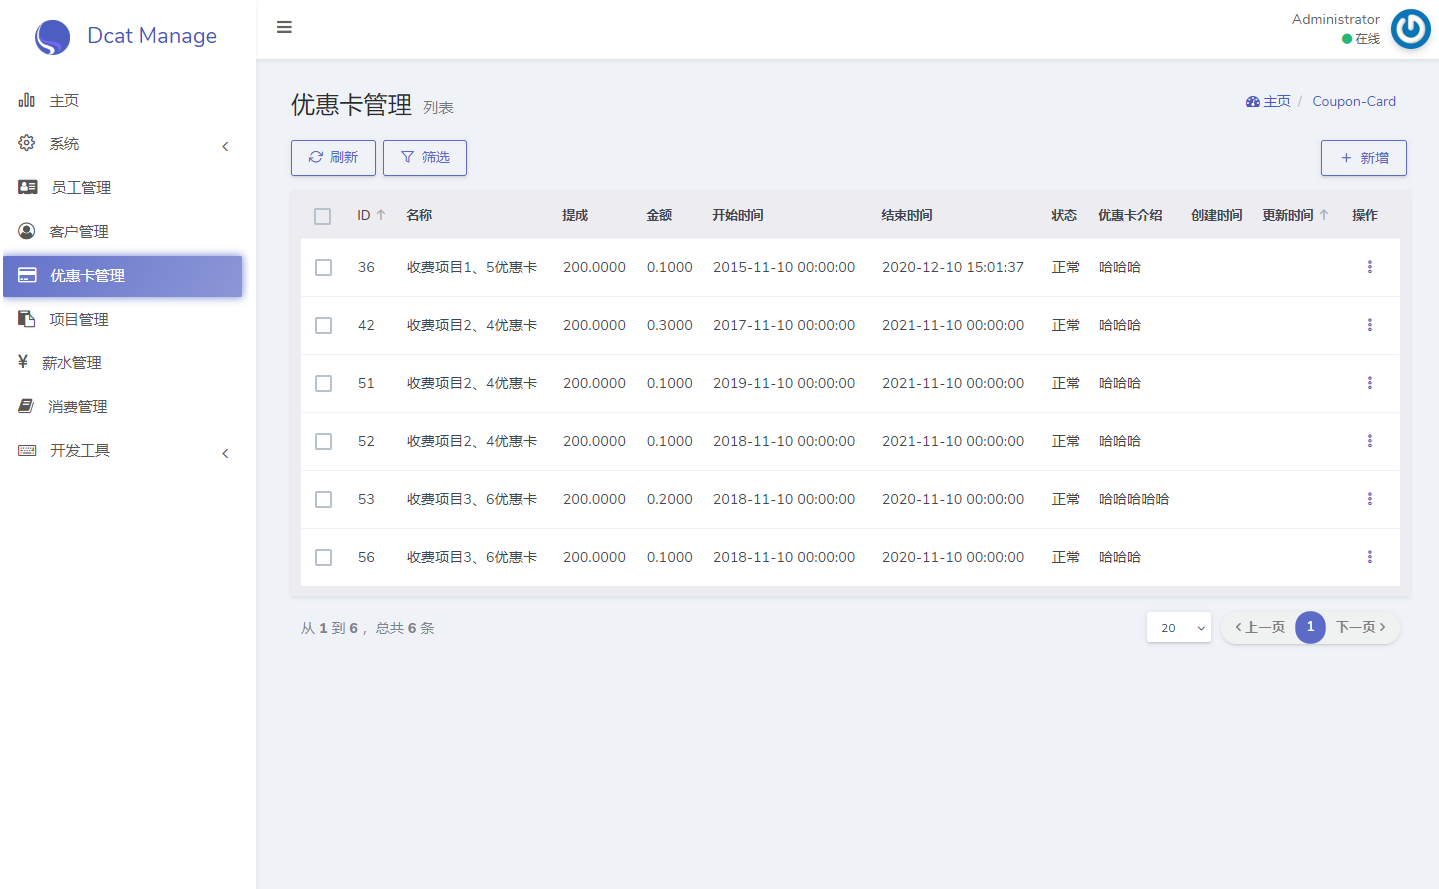 Dcat Manage
Administrator
在线
主页
系统
员工管理
客户管理
优惠卡管理
项目管理
薪水管理
消费管理
开发工具
优惠卡管理 列表
主页 / Coupon-Card
刷新 筛选 + 新增
ID 名称 提成 金额 开始时间 结束时间 状态 优惠卡介绍 创建时间 更新时间 操作
36 收费项目1、5优惠卡 200.0000 0.1000 2015-11-10 00:00:00 2020-12-10 15:01:37 正常 哈哈哈
42 收费项目2、4优惠卡 200.0000 0.3000 2017-11-10 00:00:00 2021-11-10 00:00:00 正常 哈哈哈
51 收费项目2、4优惠卡 200.0000 0.1000 2019-11-10 00:00:00 2021-11-10 00:00:00 正常 哈哈哈
52 收费项目2、4优惠卡 200.0000 0.1000 2018-11-10 00:00:00 2021-11-10 00:00:00 正常 哈哈哈
53 收费项目3、6优惠卡 200.0000 0.2000 2018-11-10 00:00:00 2020-11-10 00:00:00 正常 哈哈哈哈哈
56 收费项目3、6优惠卡 200.0000 0.1000 2018-11-10 00:00:00 2020-11-10 00:00:00 正常 哈哈哈
从 1 到 6 ，总共 6 条
20 上一页 1 下一页